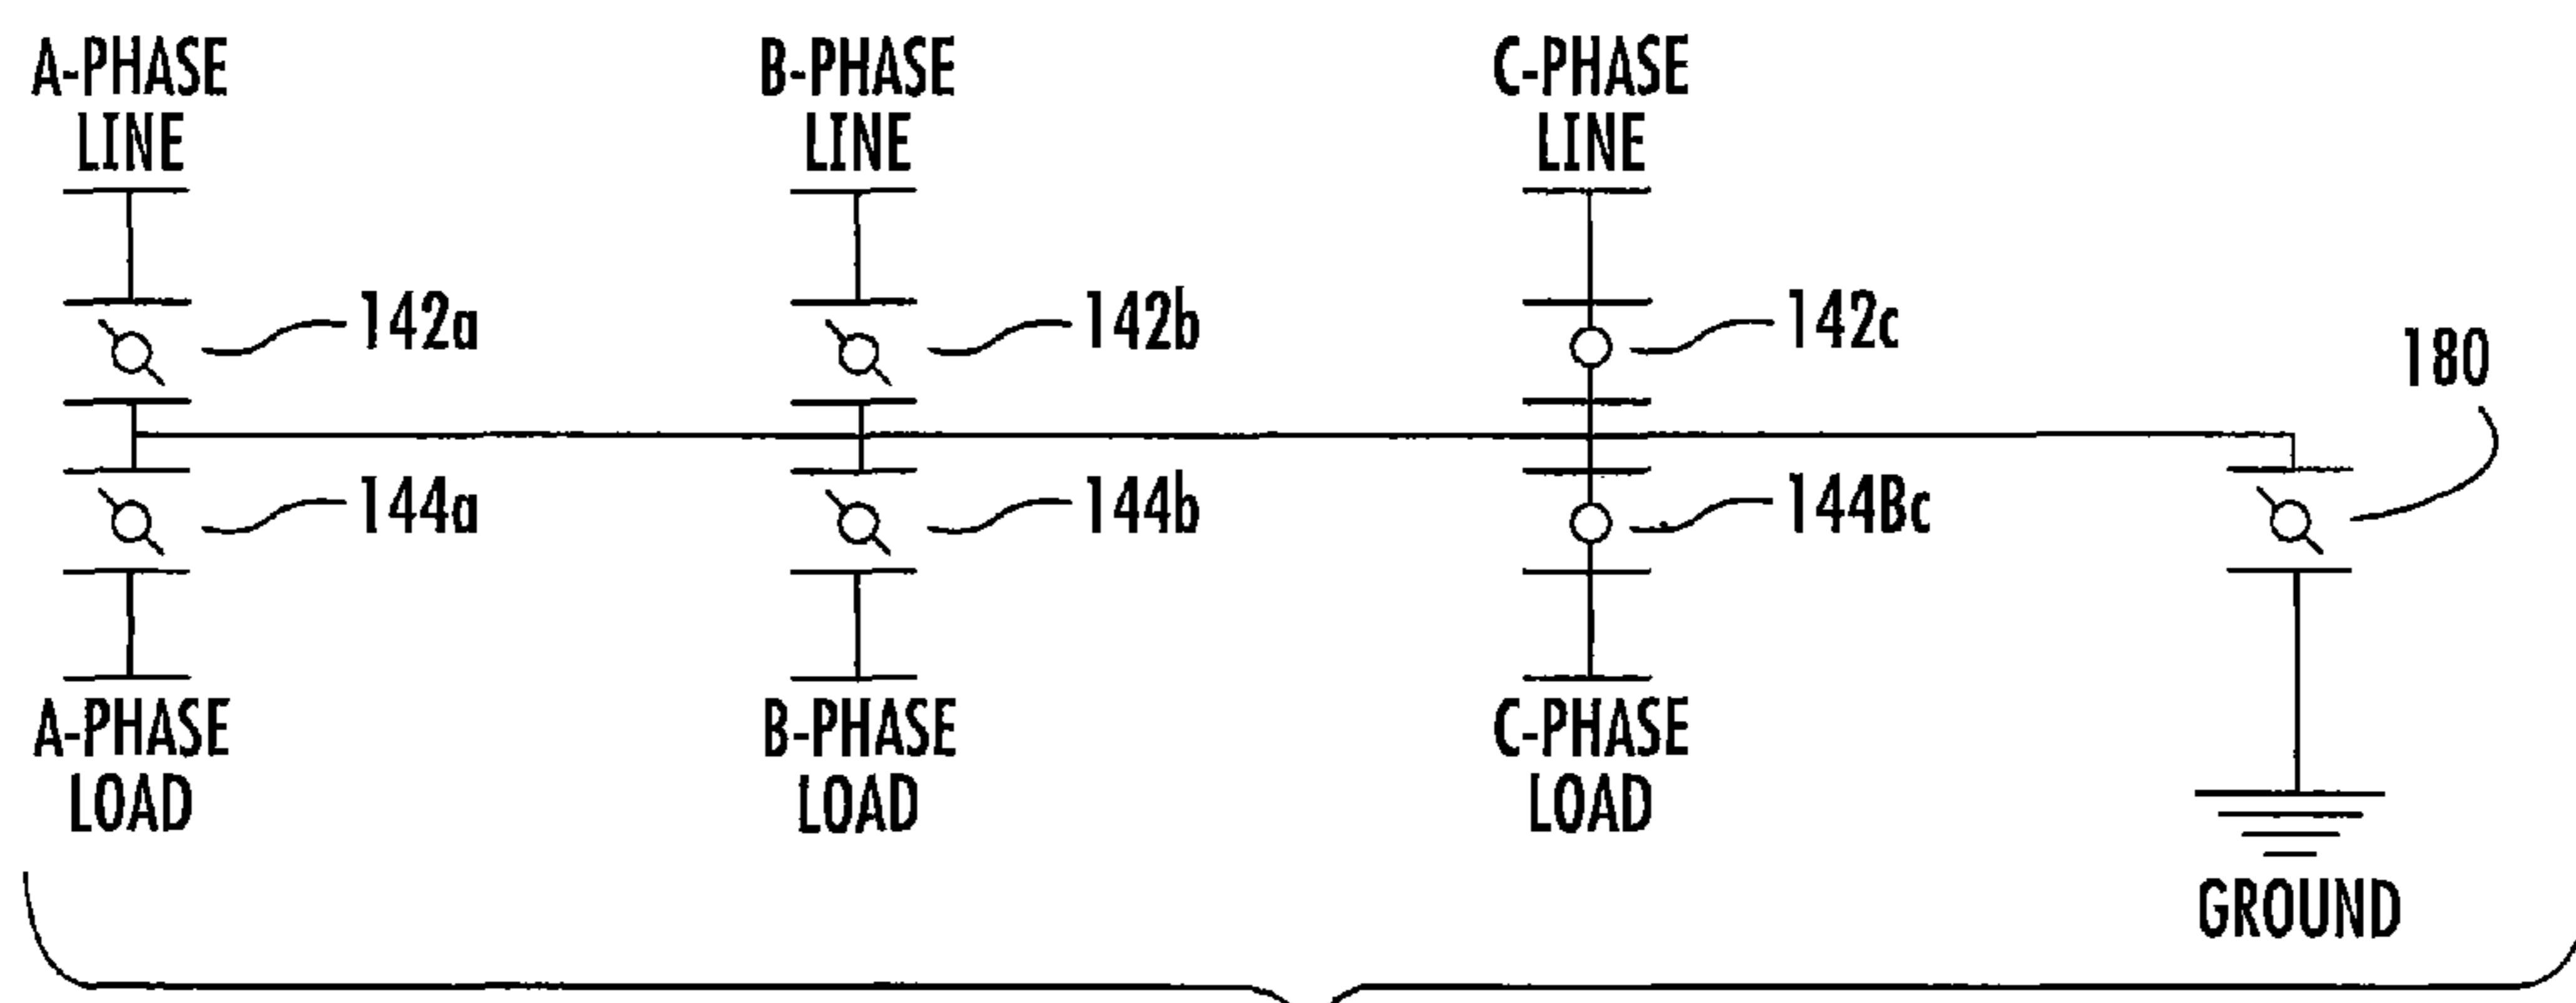 A-PHASE
LINE
B-PHASE
LINE
C-PHASE
LINE
142a
142b
142c
180
144a
144b
144Bc
A-PHASE
LOAD
B-PHASE
LOAD
C-PHASE
LOAD
GROUND